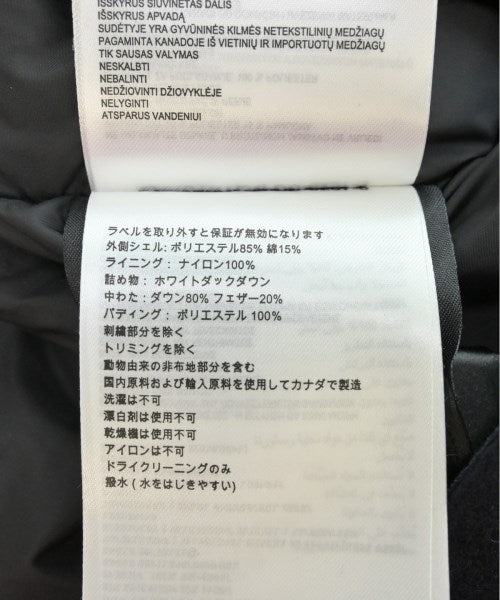 IŠSKYRUS SIUVINĖTAS DALIS
IŠSKYRUS APVADĄ
SUDĖTYJE YRA GYVŪNINĖS KILMĖS NETEKSTILINIŲ MEDŽIAGŲ
PAGAMINTA KANADOJE IŠ VIETINIŲ IR IMPORTUOTŲ MEDŽIAGŲ
TIK SAUSAS VALYMAS
NESKALBTI
NEBALINTI
NEDŽIOVINTI DŽIOVYKLĖJE
NELYGINTI
ATSPARUS VANDENIUI
ラベルを取り外すと保証が無効になります
外側シェル: ポリエステル85% 綿15%
ライニング: ナイロン100%
詰め物: ホワイトダックダウン
中わた: ダウン80% フェザー20%
パディング: ポリエステル 100%
刺繍部分を除く
トリミングを除く
動物由来の非布地部分を含む
国内原料および輸入原料を使用してカナダで製造
洗濯は不可
漂白剤は使用不可
乾燥機は使用不可
アイロンは不可
ドライクリーニングのみ
撥水 (水をはじきやすい)